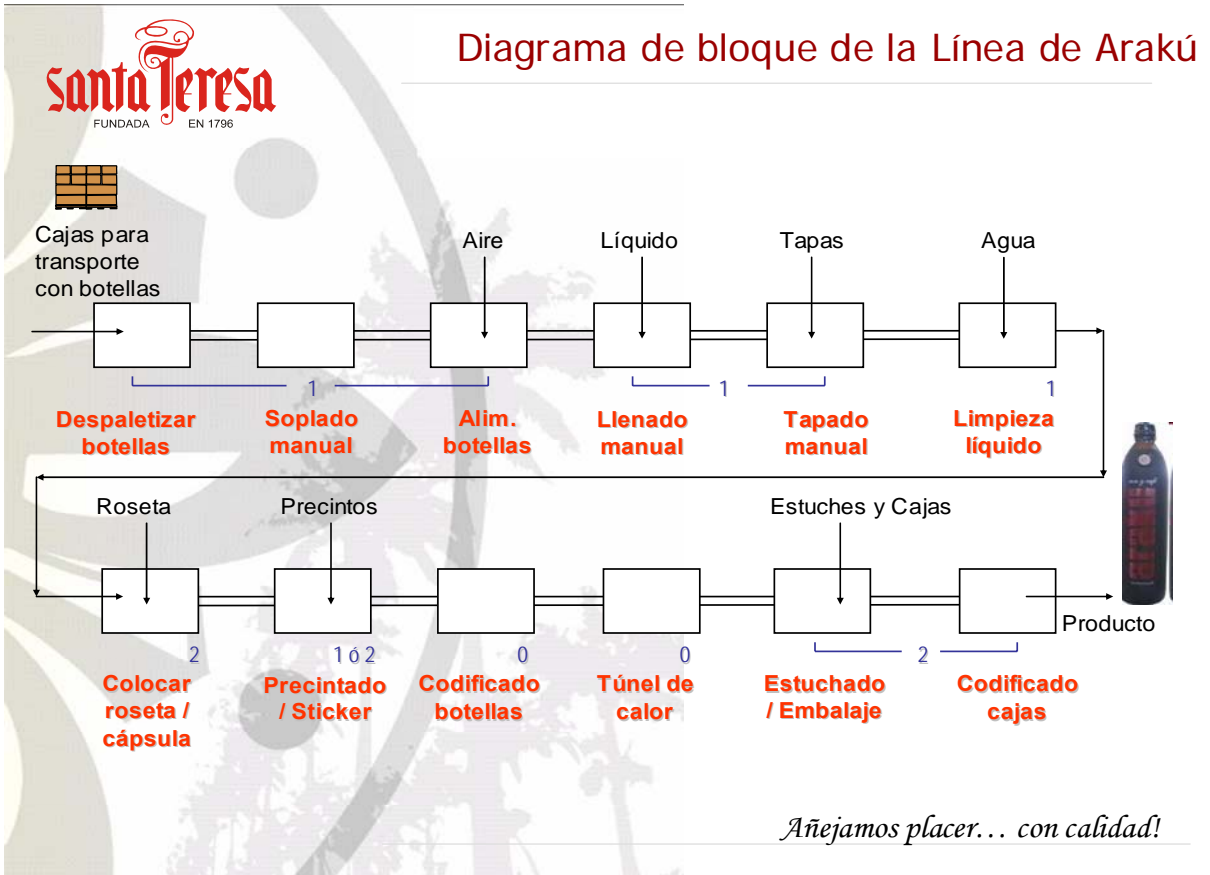 Diagrama de bloque de la Línea de Arakú
Santa Teresa
FUNDADA EN 1796
Cajas para
transporte
con botellas
Aire
Líquido
Tapas
Agua
1
1
1
Despaletizar
botellas
Soplado
manual
Alim.
botellas
Llenado
manual
Tapado
manual
Limpieza
líquido
Roseta
Precintos
Estuches y Cajas
Producto
2
1 ó 2
0
0
2
Colocar
roseta /
cápsula
Precintado
/ Sticker
Codificado
botellas
Túnel de
calor
Estuchado
/ Embalaje
Codificado
cajas
Añejamos placer... con calidad!